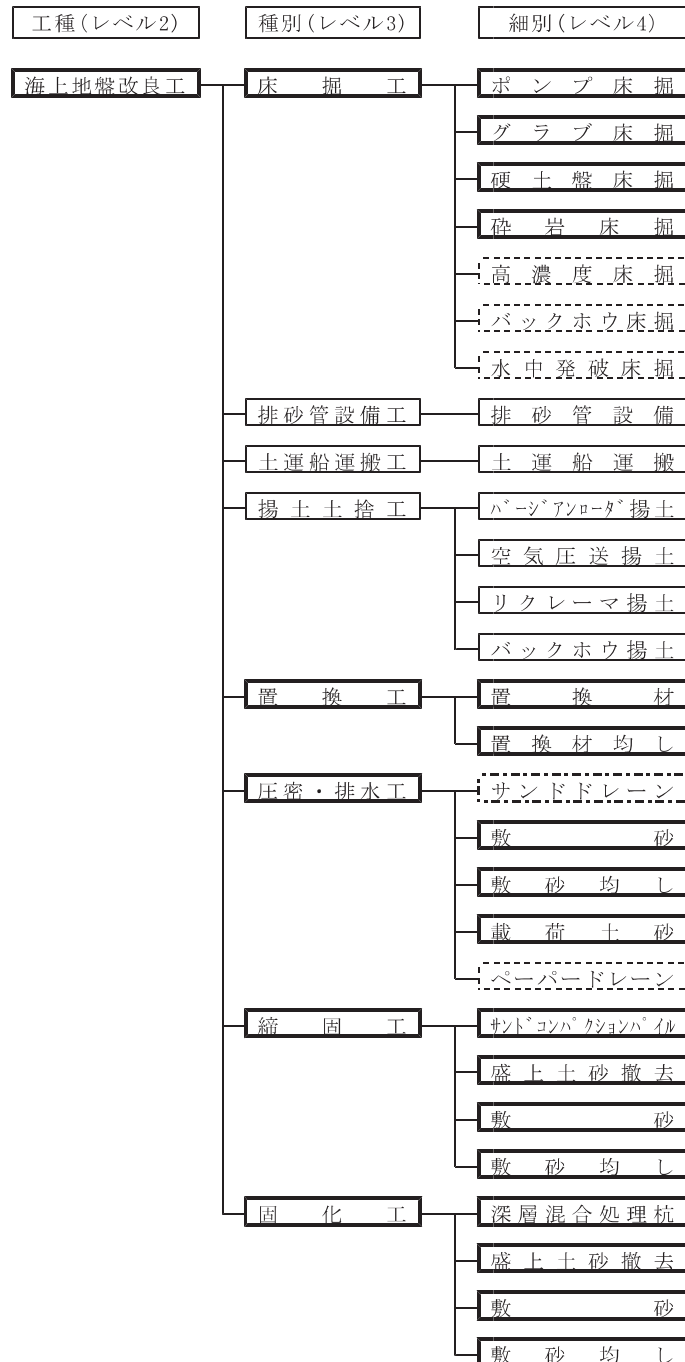 工種(レベル2) 種別(レベル3) 細別(レベル4)
海上地盤改良工 床掘工 ポンプ床掘
グラブ床掘
硬土盤床掘
砕岩床掘
高濃度床掘
バックホウ床掘
水中発破床掘
排砂管設備工 排砂管設備
土運船運搬工 土運船運搬
揚土土捨工 バージアンローダ揚土
空気圧送揚土
リクレーマ揚土
バックホウ揚土
置換工 置換材
置換材均し
圧密・排水工 サンドドレーン
敷砂
敷砂均し
載荷土砂
ペーパードレーン
締固工 サンドコンパクションパイル
盛上土砂撤去
敷砂
敷砂均し
固化工 深層混合処理杭
盛上土砂撤去
敷砂
敷砂均し